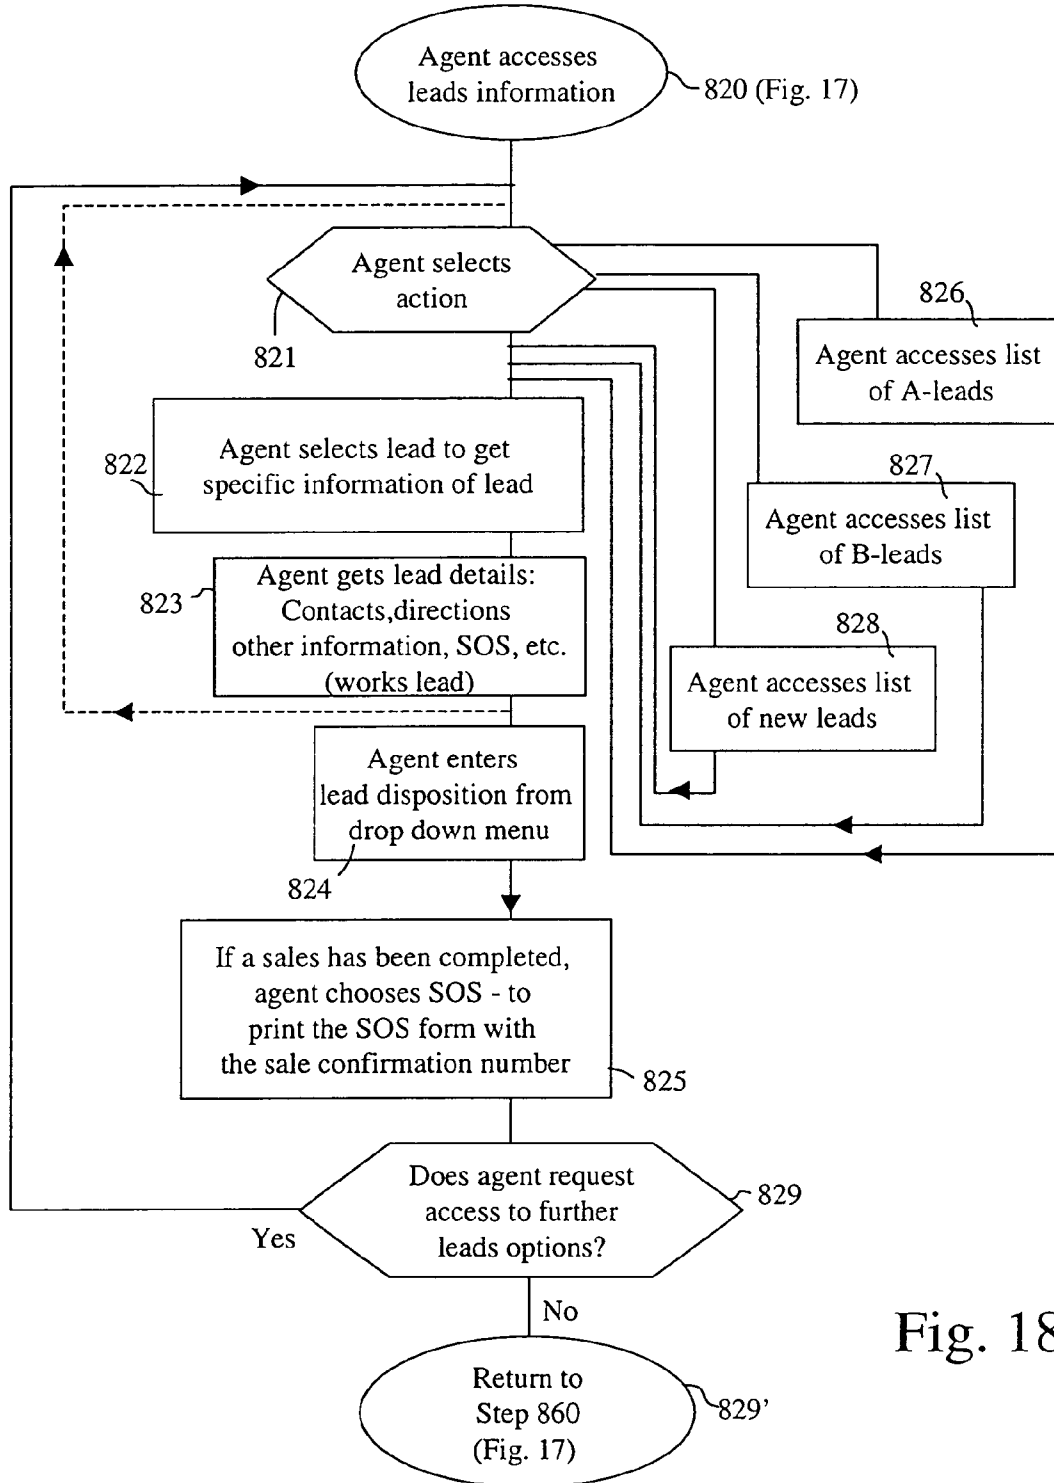 Agent accesses
leads information
820 (Fig. 17)
Agent selects
action
821
826
Agent accesses list
of A-leads
822
Agent selects lead to get
specific information of lead
827
Agent accesses list
of B-leads
823
Agent gets lead details:
Contacts,directions
other information, SOS, etc.
(works lead)
828
Agent accesses list
of new leads
Agent enters
lead disposition from
drop down menu
824
If a sales has been completed,
agent chooses SOS - to
print the SOS form with
the sale confirmation number
825
Does agent request
access to further
leads options?
829
Yes
No
Fig. 18
Return to
Step 860
(Fig. 17)
829’